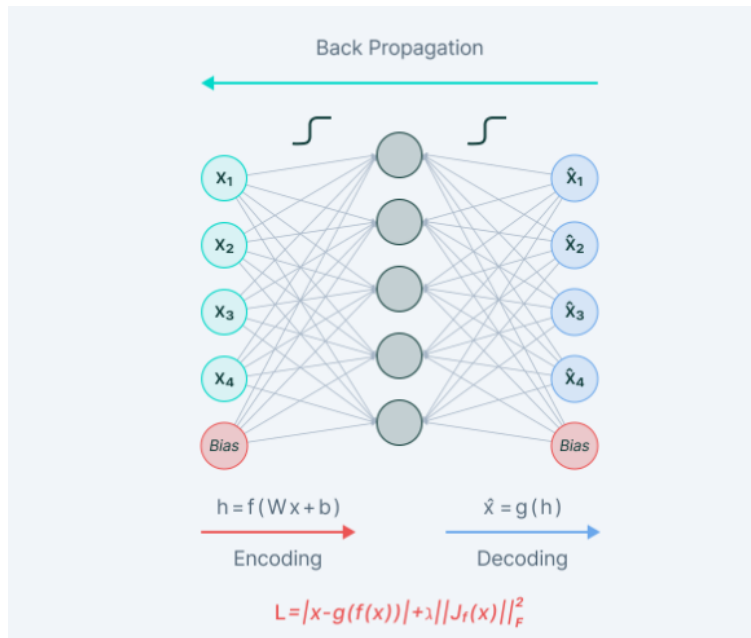 Back Propagation
x₁ x̂₁
x₂ x̂₂
x₃ x̂₃
x₄ x̂₄
Bias Bias
h=f(Wx+b) x̂=g(h)
Encoding Decoding
L=|x-g(f(x))|+λ||J_f(x)||²_F